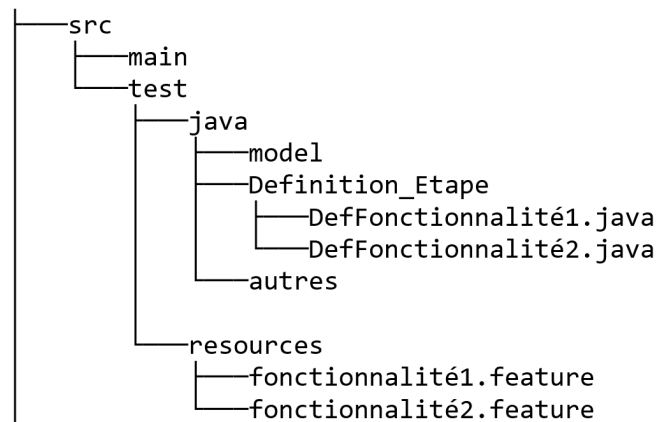 src
main
test
java
model
Definition_Etape
DefFonctionnalité1.java
DefFonctionnalité2.java
autres
resources
fonctionnalité1.feature
fonctionnalité2.feature